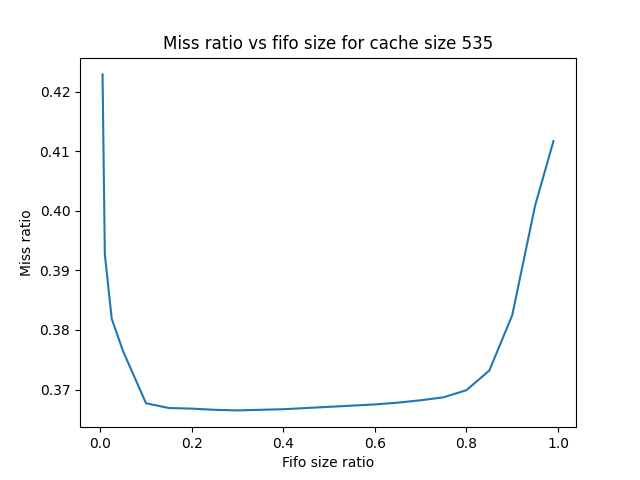 Miss ratio vs fifo size for cache size 535
0.42
0.41
0.40
0.39
0.38
0.37
Miss ratio
0.0 0.2 0.4 0.6 0.8 1.0
Fifo size ratio